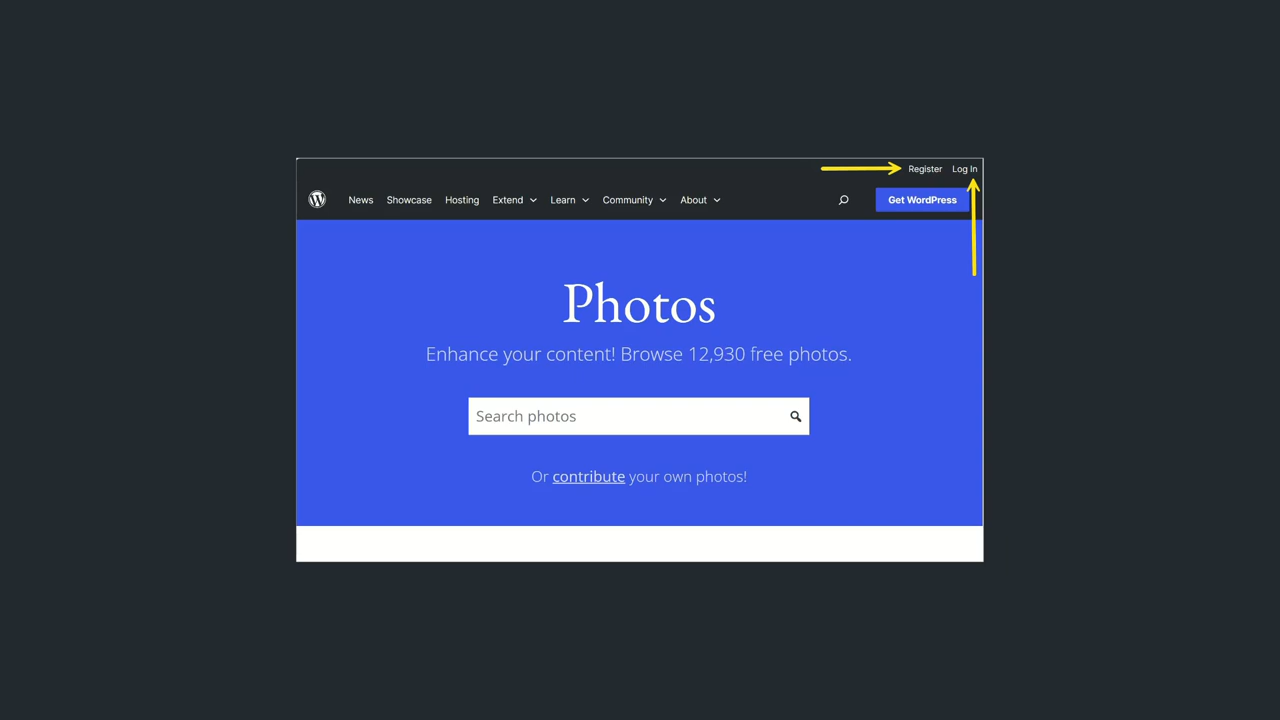 Register Log In
News Showcase Hosting Extend Learn Community About Get WordPress
Photos
Enhance your content! Browse 12,930 free photos.
Search photos
Or contribute your own photos!